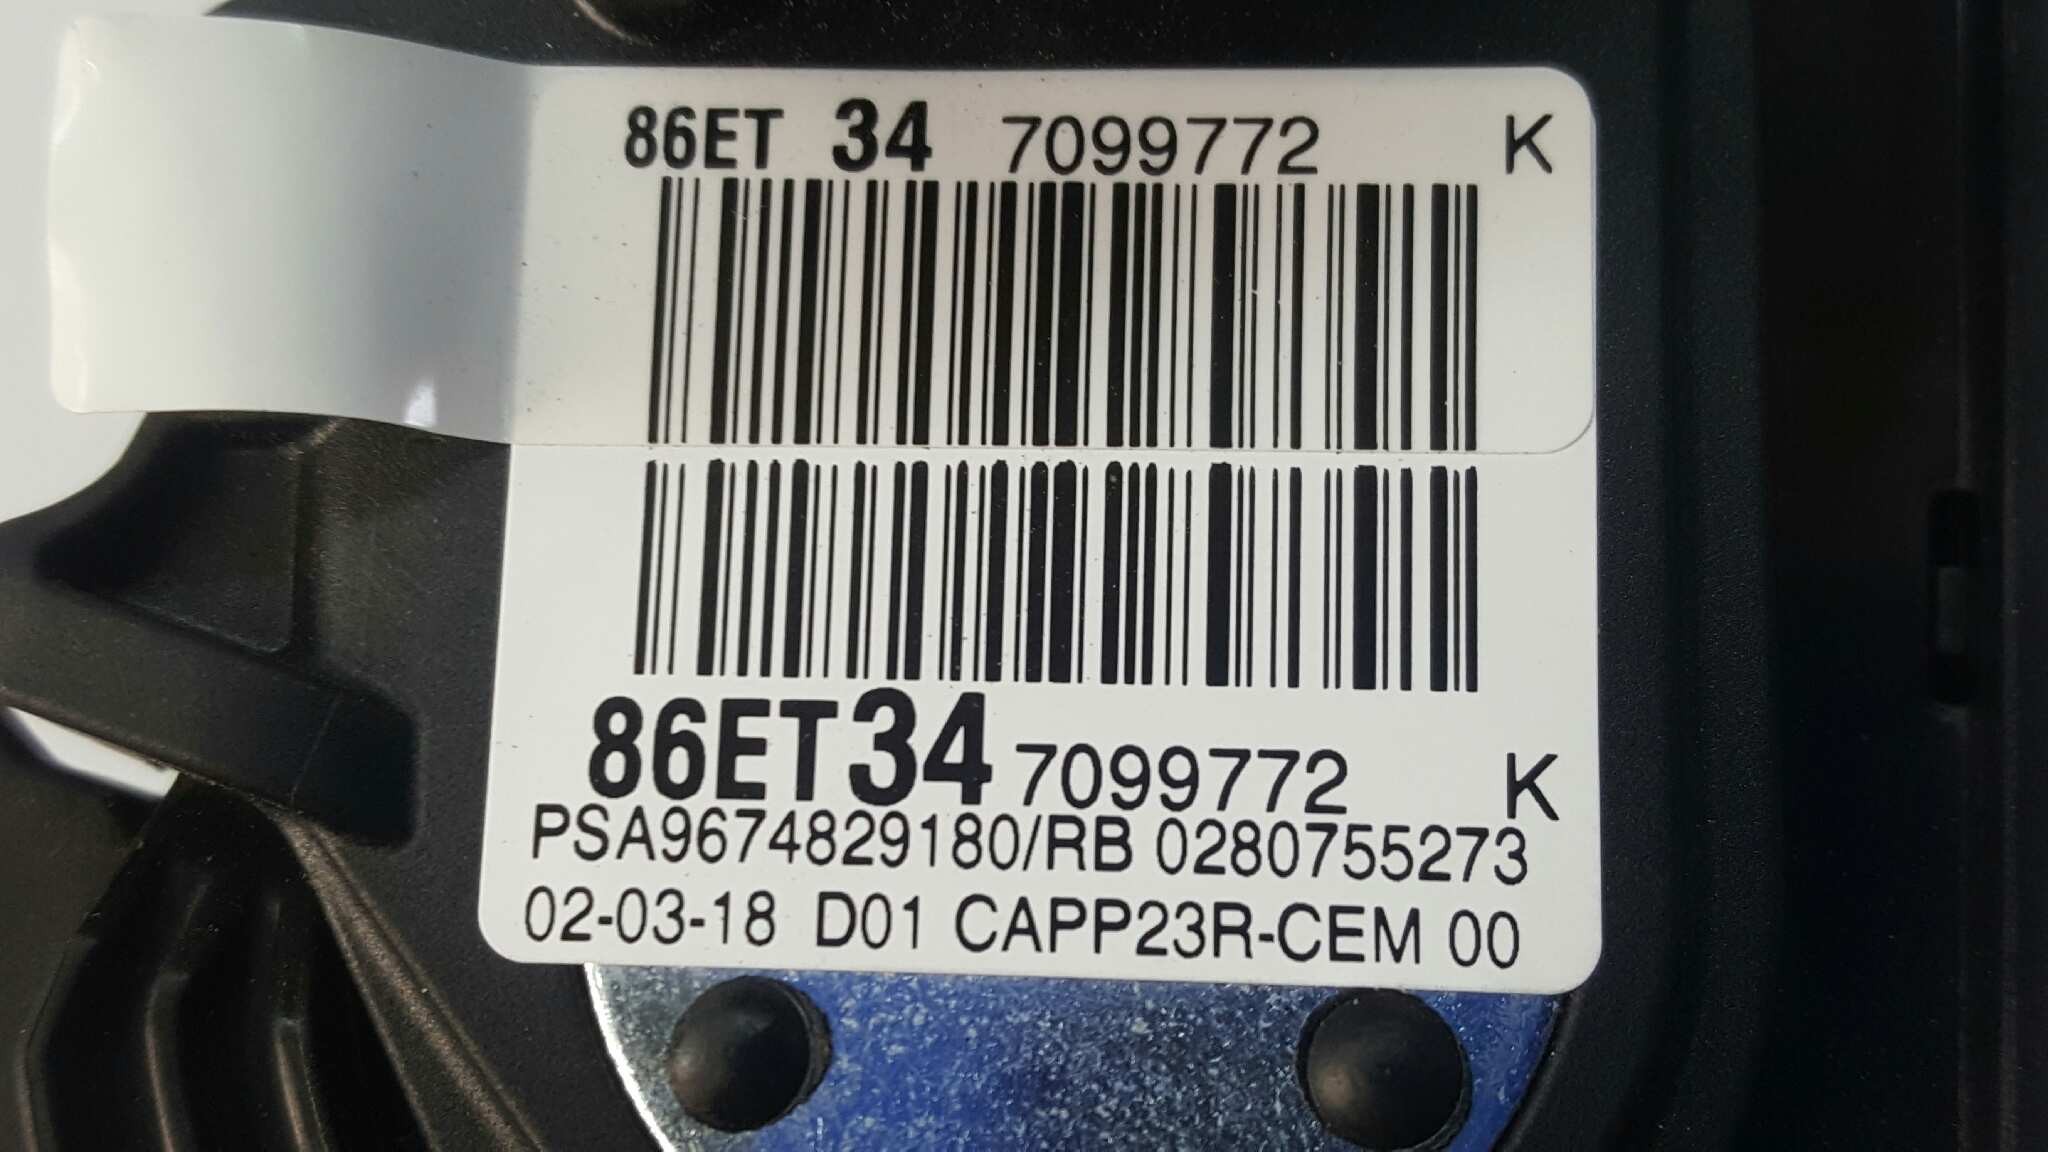 86ET 34 7099772 K
86ET34 7099772 K
PSA9674829180/RB 0280755273
02-03-18 D01 CAPP23R-CEM 00